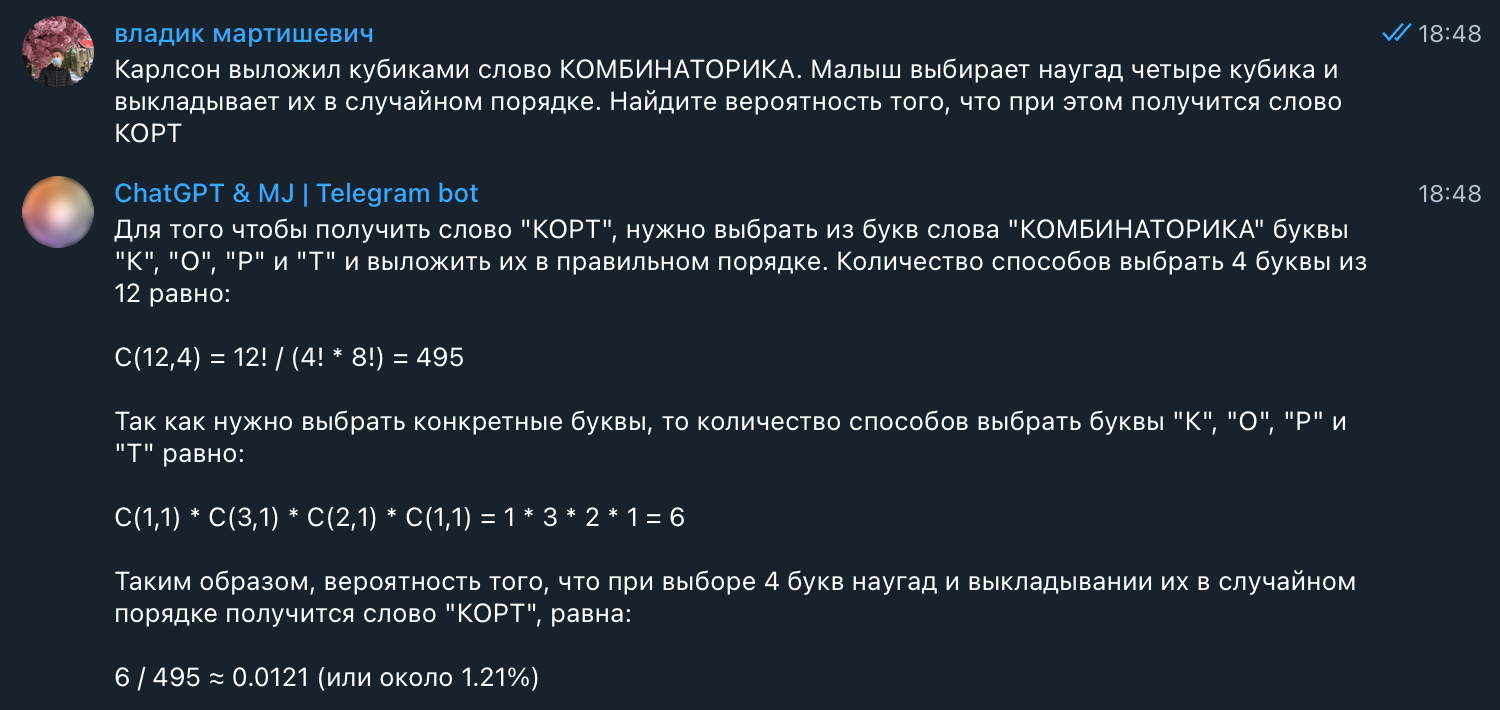 владик мартишевич
18:48
Карлсон выложил кубиками слово КОМБИНАТОРИКА. Малыш выбирает наугад четыре кубика и
выкладывает их в случайном порядке. Найдите вероятность того, что при этом получится слово
КОРТ
ChatGPT & MJ | Telegram bot
18:48
Для того чтобы получить слово "КОРТ", нужно выбрать из букв слова "КОМБИНАТОРИКА" буквы
"К", "О", "Р" и "Т" и выложить их в правильном порядке. Количество способов выбрать 4 буквы из
12 равно:
C(12,4) = 12! / (4! * 8!) = 495
Так как нужно выбрать конкретные буквы, то количество способов выбрать буквы "К", "О", "Р" и
"Т" равно:
C(1,1) * C(3,1) * C(2,1) * C(1,1) = 1 * 3 * 2 * 1 = 6
Таким образом, вероятность того, что при выборе 4 букв наугад и выкладывании их в случайном
порядке получится слово "КОРТ", равна:
6 / 495 ≈ 0.0121 (или около 1.21%)